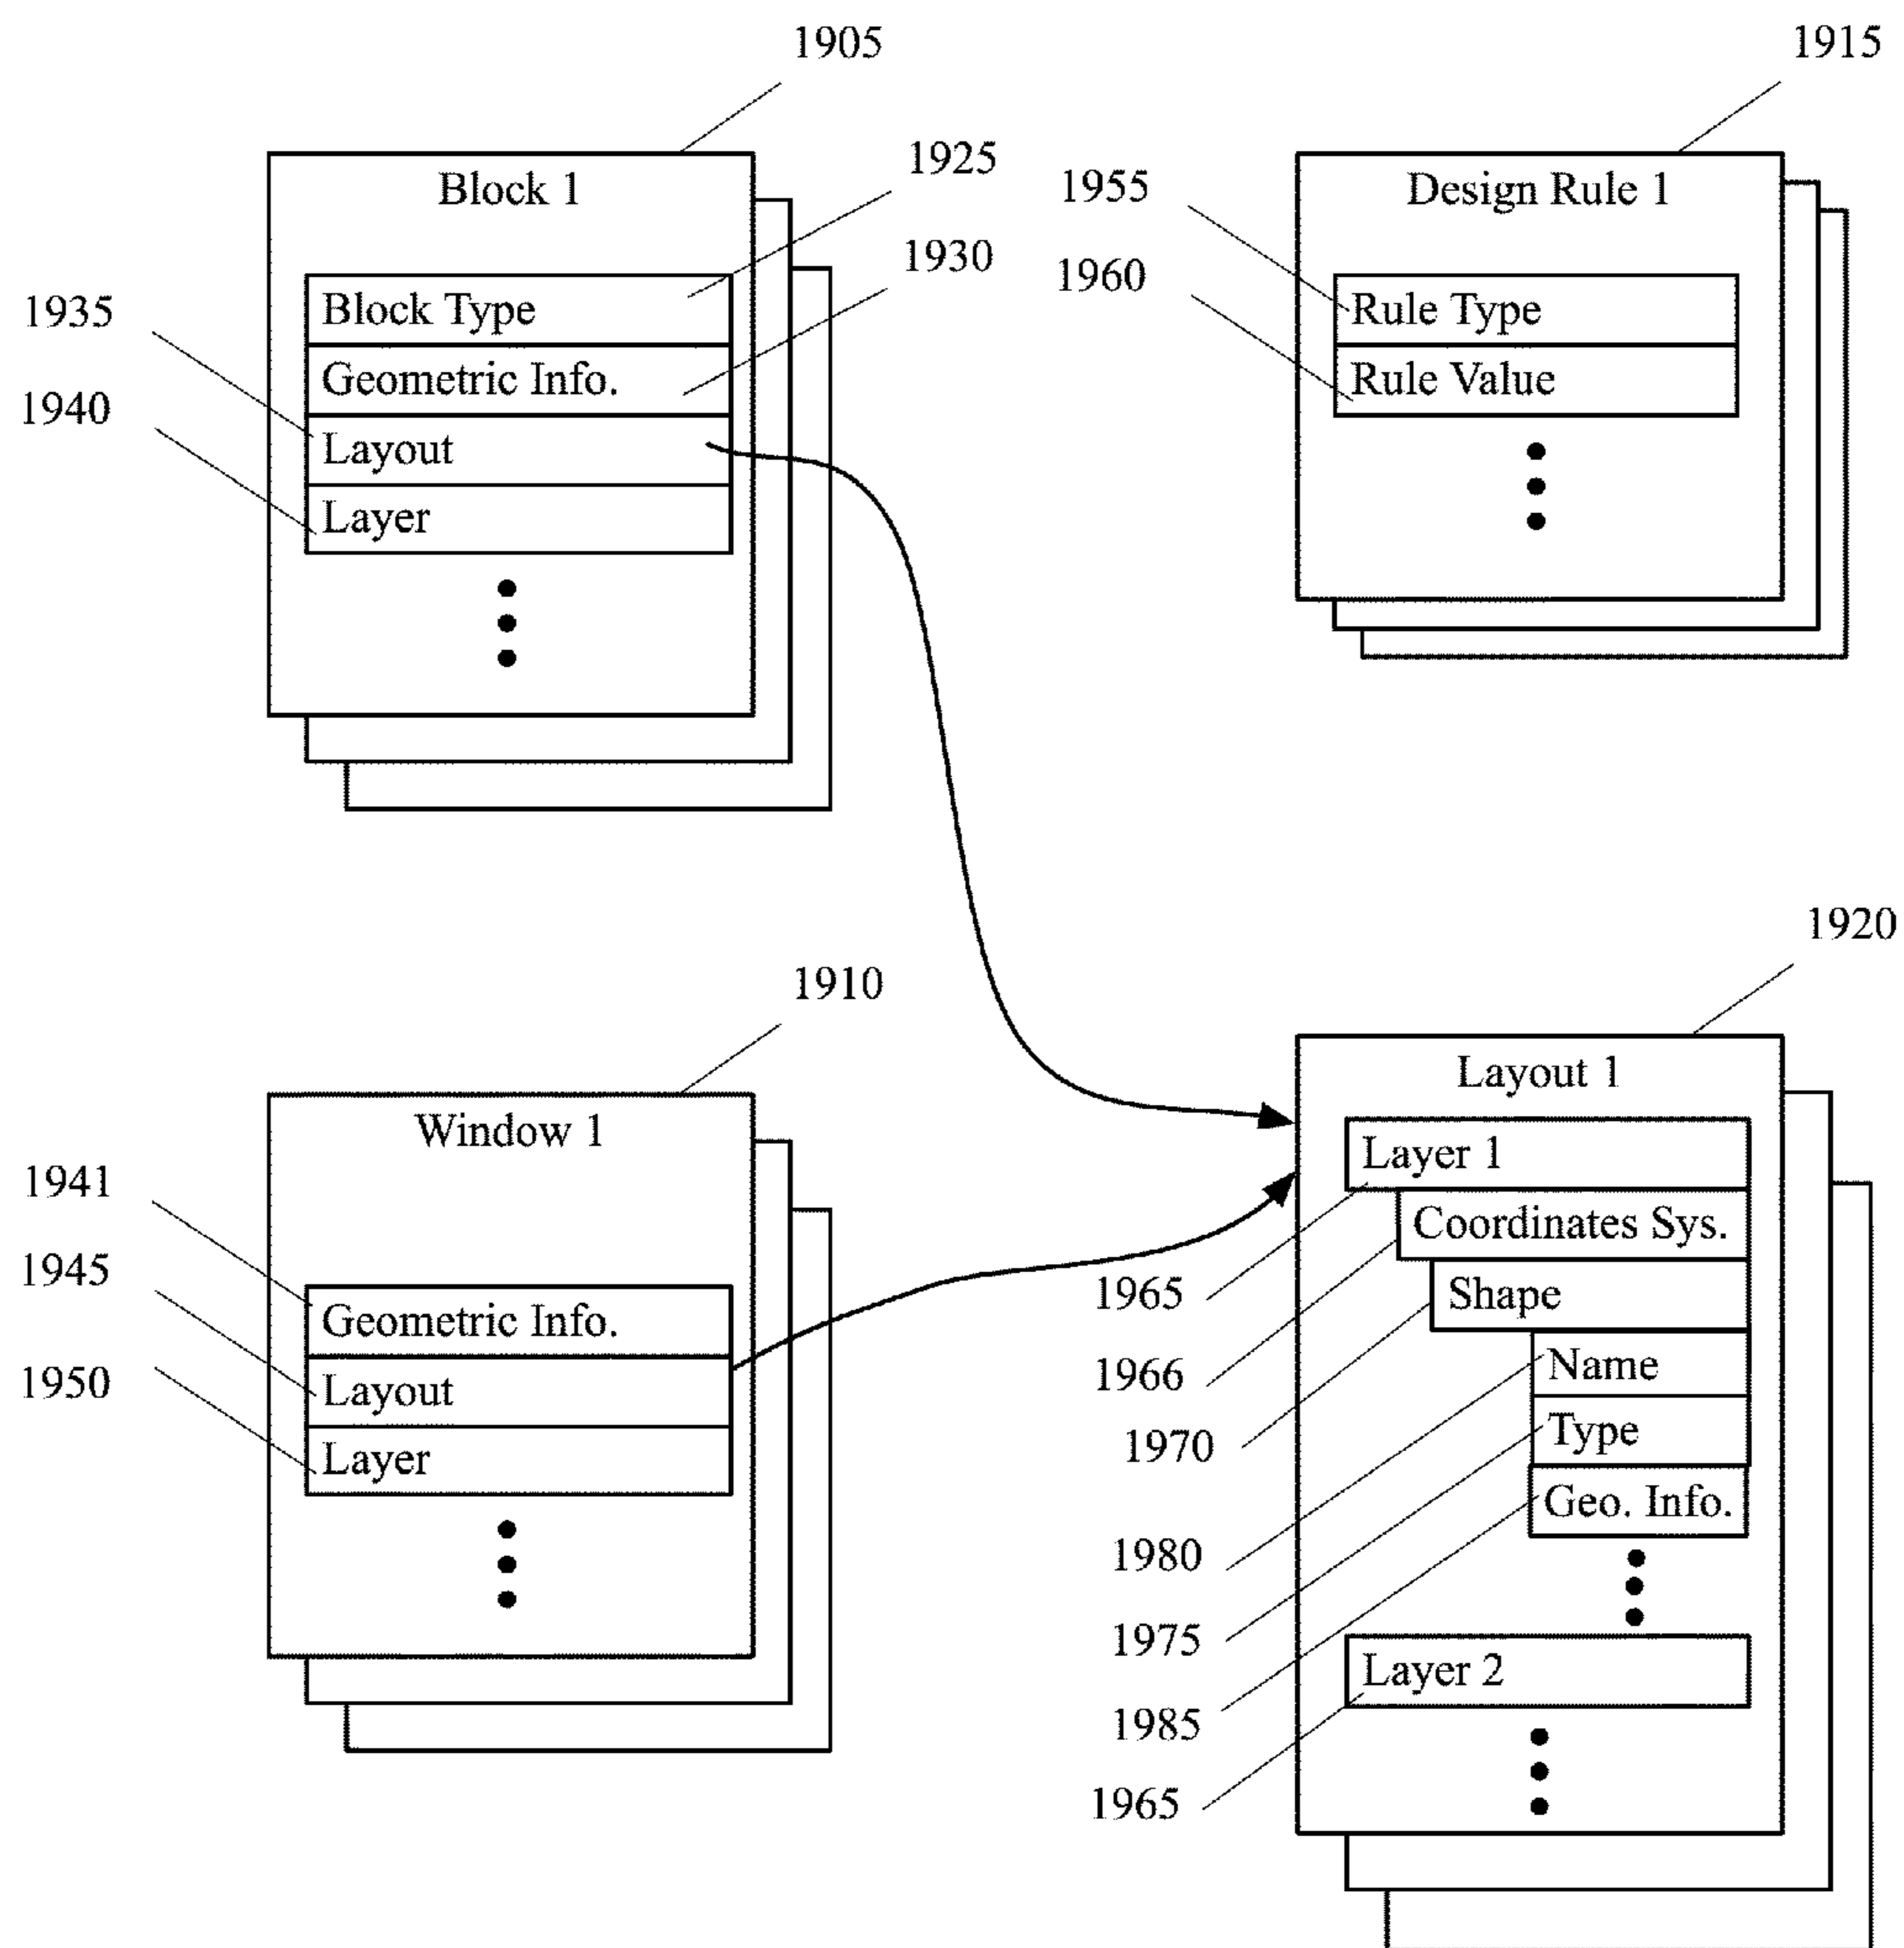 1905
1915
Block 1
1925
1930
1935
1940
Block Type
Geometric Info.
Layout
Layer
Design Rule 1
1955
1960
Rule Type
Rule Value
1910
Window 1
1941
1945
1950
Geometric Info.
Layout
Layer
1920
Layout 1
Layer 1
Coordinates Sys.
Shape
Name
Type
Geo. Info.
Layer 2
1965
1966
1970
1980
1975
1985
1965